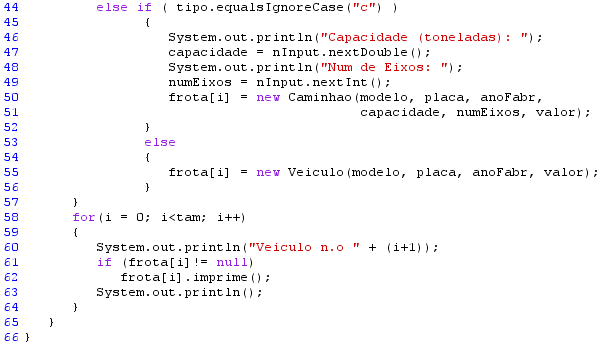 44 else if ( tipo.equalsIgnoreCase("c") )
45 {
46 System.out.println("Capacidade (toneladas): ");
47 capacidade = nInput.nextDouble();
48 System.out.println("Num de Eixos: ");
49 numEixos = nInput.nextInt();
50 frota[i] = new Caminhao(modelo, placa, anoFabr,
51 capacidade, numEixos, valor);
52 }
53 else
54 {
55 frota[i] = new Veiculo(modelo, placa, anoFabr, valor);
56 }
57 }
58 for(i = 0; i<tam; i++)
59 {
60 System.out.println("Veiculo n.o " + (i+1));
61 if (frota[i]!= null)
62 frota[i].imprime();
63 System.out.println();
64 }
65 }
66 }